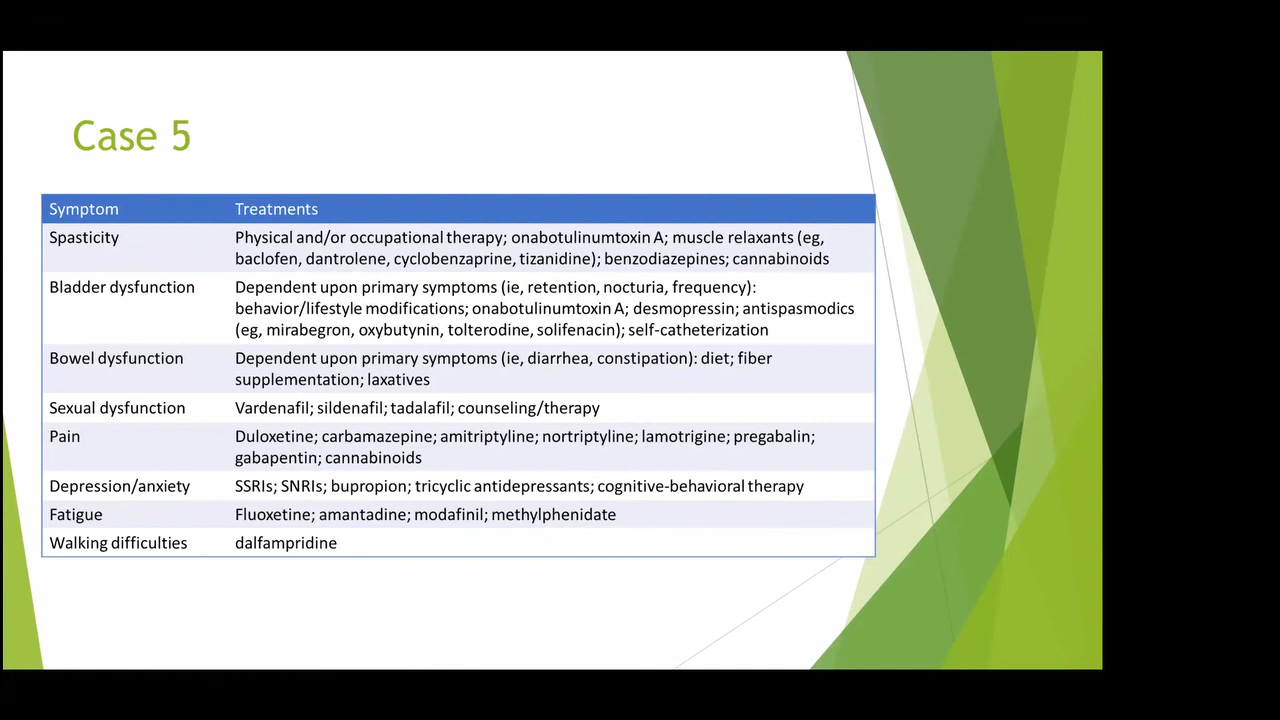 Case 5
Symptom Treatments
Spasticity Physical and/or occupational therapy; onabotulinumtoxin A; muscle relaxants (eg,
baclofen, dantrolene, cyclobenzaprine, tizanidine); benzodiazepines; cannabinoids
Bladder dysfunction Dependent upon primary symptoms (ie, retention, nocturia, frequency):
behavior/lifestyle modifications; onabotulinumtoxin A; desmopressin; antispasmodics
(eg, mirabegron, oxybutynin, tolterodine, solifenacin); self-catheterization
Bowel dysfunction Dependent upon primary symptoms (ie, diarrhea, constipation): diet; fiber
supplementation; laxatives
Sexual dysfunction Vardenafil; sildenafil; tadalafil; counseling/therapy
Pain Duloxetine; carbamazepine; amitriptyline; nortriptyline; lamotrigine; pregabalin;
gabapentin; cannabinoids
Depression/anxiety SSRIs; SNRIs; bupropion; tricyclic antidepressants; cognitive-behavioral therapy
Fatigue Fluoxetine; amantadine; modafinil; methylphenidate
Walking difficulties dalfampridine